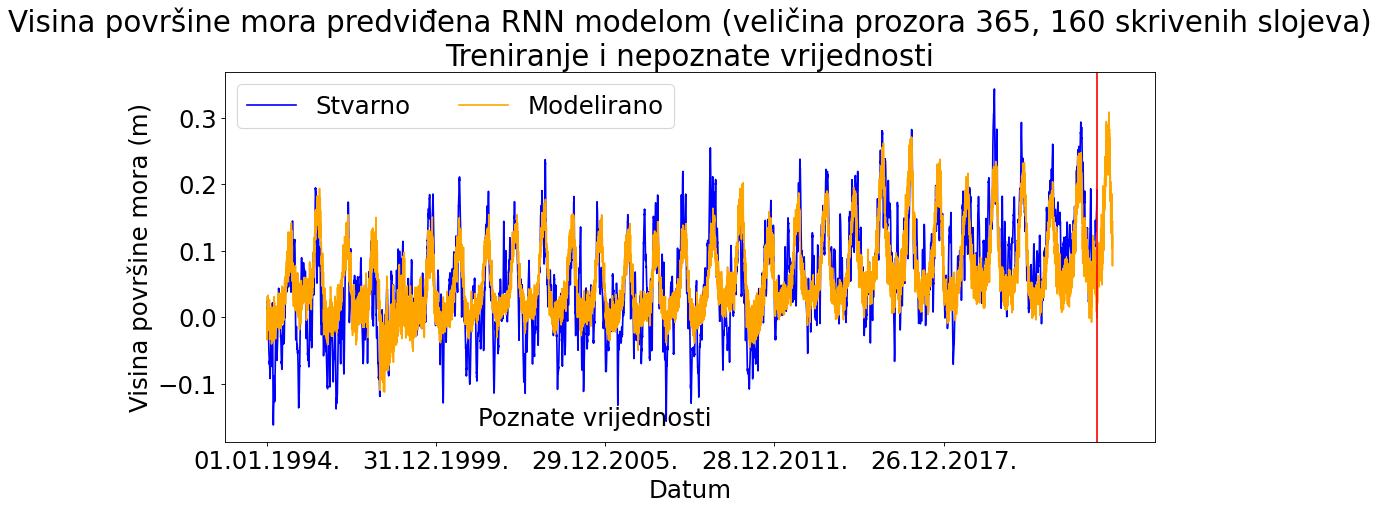 Visina površine mora predviđena RNN modelom (veličina prozora 365, 160 skrivenih slojeva)
Treniranje i nepoznate vrijednosti
Stvarno
Modelirano
Visina površine mora (m)
0.3
0.2
0.1
0.0
−0.1
Poznate vrijednosti
01.01.1994.
31.12.1999.
29.12.2005.
28.12.2011.
26.12.2017.
Datum